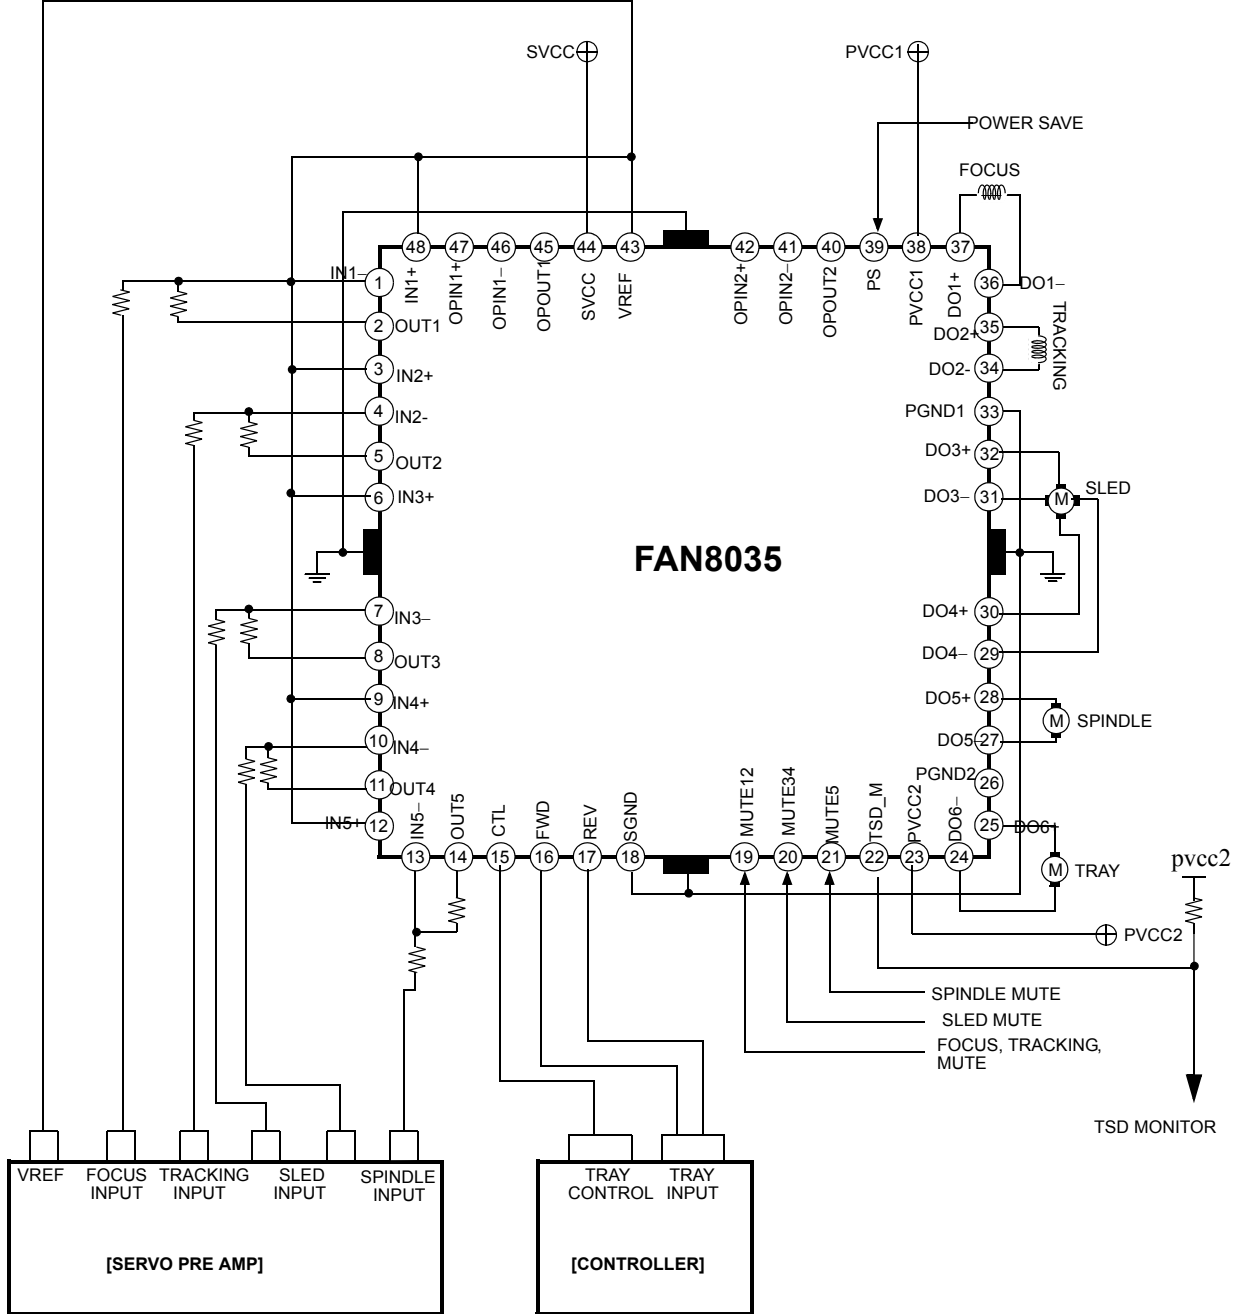 SVCC
PVCC1
POWER SAVE
FOCUS
48
47
46
45
44
43
42
41
40
39
38
37
IN1+
OPIN1+
OPIN1−
OPOUT1
SVCC
VREF
OPIN2+
OPIN2−
OPOUT2
PS
PVCC1
DO1+
IN1−
1
2
OUT1
3
IN2+
4
IN2-
5
OUT2
6
IN3+
7
IN3−
8
OUT3
9
IN4+
10
IN4−
11
OUT4
IN5+
12
36
DO1−
DO2+
35
DO2-
34
TRACKING
PGND1
33
DO3+
32
DO3−
31
M
SLED
FAN8035
DO4+
30
DO4−
29
DO5+
28
M
SPINDLE
DO5
27
PGND2
26
25
DO6+
IN5−
OUT5
CTL
FWD
REV
SGND
MUTE12
MUTE34
MUTE5
TSD_M
PVCC2
DO6−
13
14
15
16
17
18
19
20
21
22
23
24
M
TRAY
pvcc2
PVCC2
SPINDLE MUTE
SLED MUTE
FOCUS, TRACKING,
MUTE
TSD MONITOR
VREF
FOCUS
INPUT
TRACKING
INPUT
SLED
INPUT
SPINDLE
INPUT
[SERVO PRE AMP]
TRAY
CONTROL
TRAY
INPUT
[CONTROLLER]